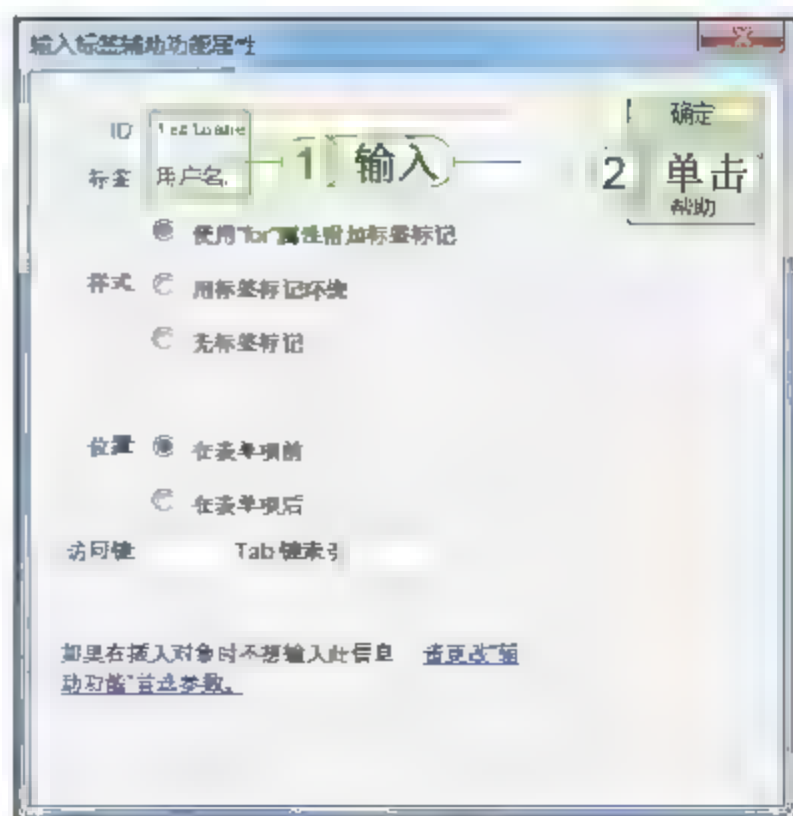 输入标签辅助功能属性
ID
1 输入
标签 用户名:
确定
2 单击
帮助
使用"for"属性附加标签标记
样式 用标签标记环绕
无标签标记
位置 在表单项前
在表单项后
访问键 Tab 键索引
如果在插入对象时不想输入此信息 请更改"辅
助功能"首选参数。